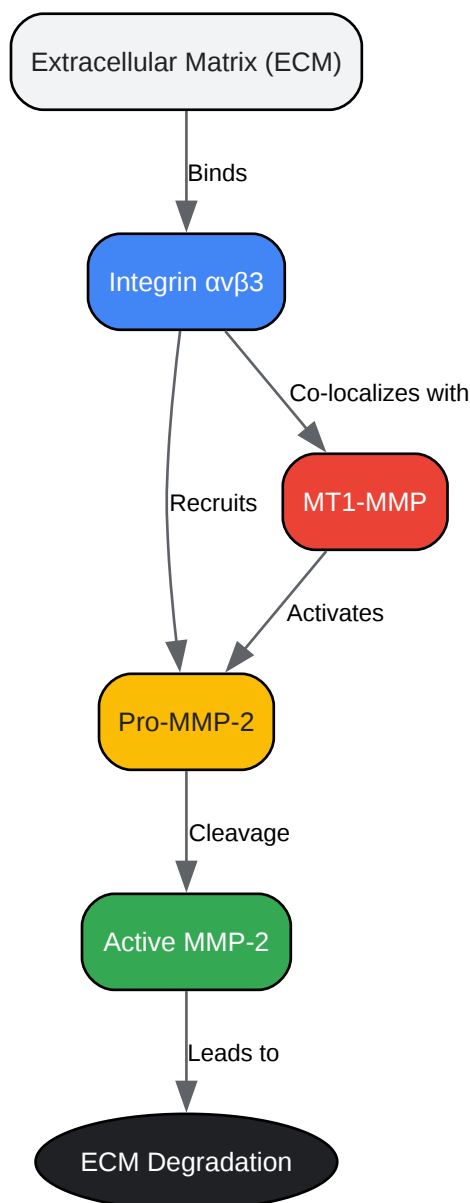 Extracellular Matrix (ECM)
Binds
Integrin αvβ3
Co-localizes with
Recruits
MT1-MMP
Activates
Pro-MMP-2
Cleavage
Active MMP-2
Leads to
ECM Degradation